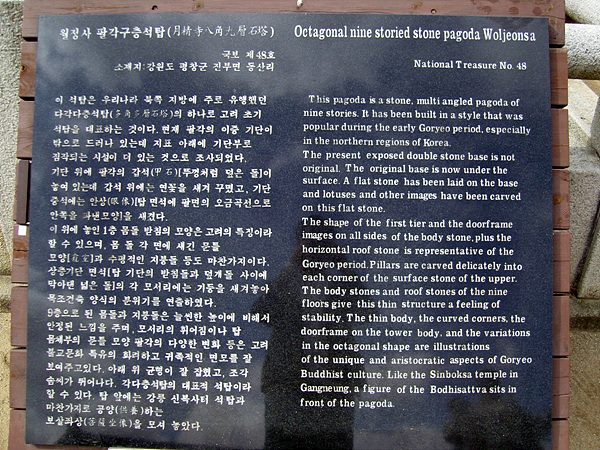 월정사 팔각구층석탑(月精寺八角九層石塔)
국보 제48호
소재지:강원도 평창군 진부면 동산리
이 석탑은 우리나라 북쪽 지방에 주로 유행했던
다각다층석탑(多角多層石塔)의 하나로 고려 초기
석탑을 대표하는 것이다. 현재 팔각의 이중 기단이
탑으로 드러나 있는데 지표 아래에 기단부로
짐작되는 시설이 더 있는 것으로 조사되었다.
기단 위에 팔각의 갑석(甲石)[뚜껑처럼 덮은 돌]이
놓여 있는데 갑석 위에는 연꽃을 새겨 꾸몄고, 기단
중석에는 안상(眼象)[탑 면석에 팔면의 오금곡선으로
안쪽을 파낸모양]을 새겼다.
이 위에 놓인 1층 몸돌 받침의 모양은 고려의 특징이라
할 수 있으며, 몸 돌 각 면에 새긴 문틀
모양과 수평적인 지붕돌 등도 마찬가지이다.
상층기단 면석[탑 기단의 받침돌과 덮개돌 사이에
막아댄 넓은 돌]의 각 모서리에는 기둥을 새겨놓아
목조건축 양식의 분위기를 연출하였다.
9층으로 된 몸돌과 지붕돌은 늘씬한 높이에 비해서
안정된 느낌을 주며, 모서리의 휘어짐이나 탑
몸체부의 문틀 모양 팔각의 다양한 변화 등은 고려
불교문화 특유의 화려하고 귀족적인 면모를 잘
보여주고있다. 아래 위 균형이 잘 잡혔고, 조각
솜씨가 뛰어나다. 각다층석탑의 대표적 석탑이라
할 수 있다. 탑 앞에는 강릉 신복사터 석탑과
마찬가지로 공양(供養)하는
보살좌상(菩薩坐像)을 모셔 놓았다.
Octagonal nine storied stone pagoda Woljeonsa
National Treasure No. 48
This pagoda is a stone, multi angled pagoda of
nine stories. It has been built in a style that was
popular during the early Goryeo period, especially
in the northern regions of Korea.
The present exposed double stone base is not
original. The original base is now under the
surface. A flat stone has been laid on the base
and lotuses and other images have been carved
on this flat stone.
The shape of the first tier and the doorframe
images on all sides of the body stone, plus the
horizontal roof stone is representative of the
Goryeo period. Pillars are carved delicately into
each corner of the surface stone of the upper.
The body stones and roof stones of the nine
floors give this thin structure a feeling of
stability. The thin body, the curved corners, the
doorframe on the tower body, and the variations
in the octagonal shape are illustrations
of the unique and aristocratic aspects of Goryeo
Buddhist culture. Like the Sinboksa temple in
Gangneung, a figure of the Bodhisattva sits in
front of the pagoda.